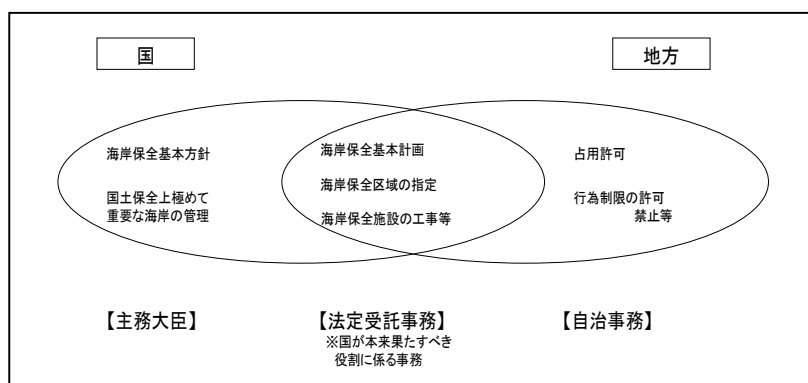 国
地方
海岸保全基本方針
国土保全上極めて
重要な海岸の管理
海岸保全基本計画
海岸保全区域の指定
海岸保全施設の工事等
占用許可
行為制限の許可
禁止等
【主務大臣】
【法定受託事務】
※国が本来果たすべき
役割に係る事務
【自治事務】